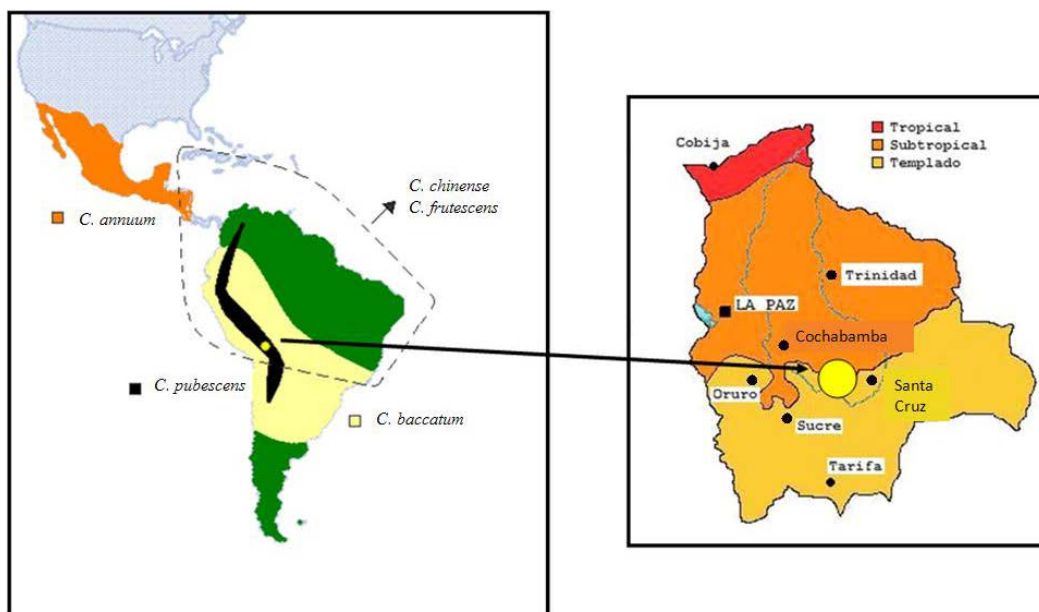 C. chinense
C. frutescens
C. annuum
C. pubescens
C. baccatum
Tropical
Subtropical
Templado
Cobija
Trinidad
LA PAZ
Cochabamba
Oruro
Santa
Cruz
Sucre
Tarifa